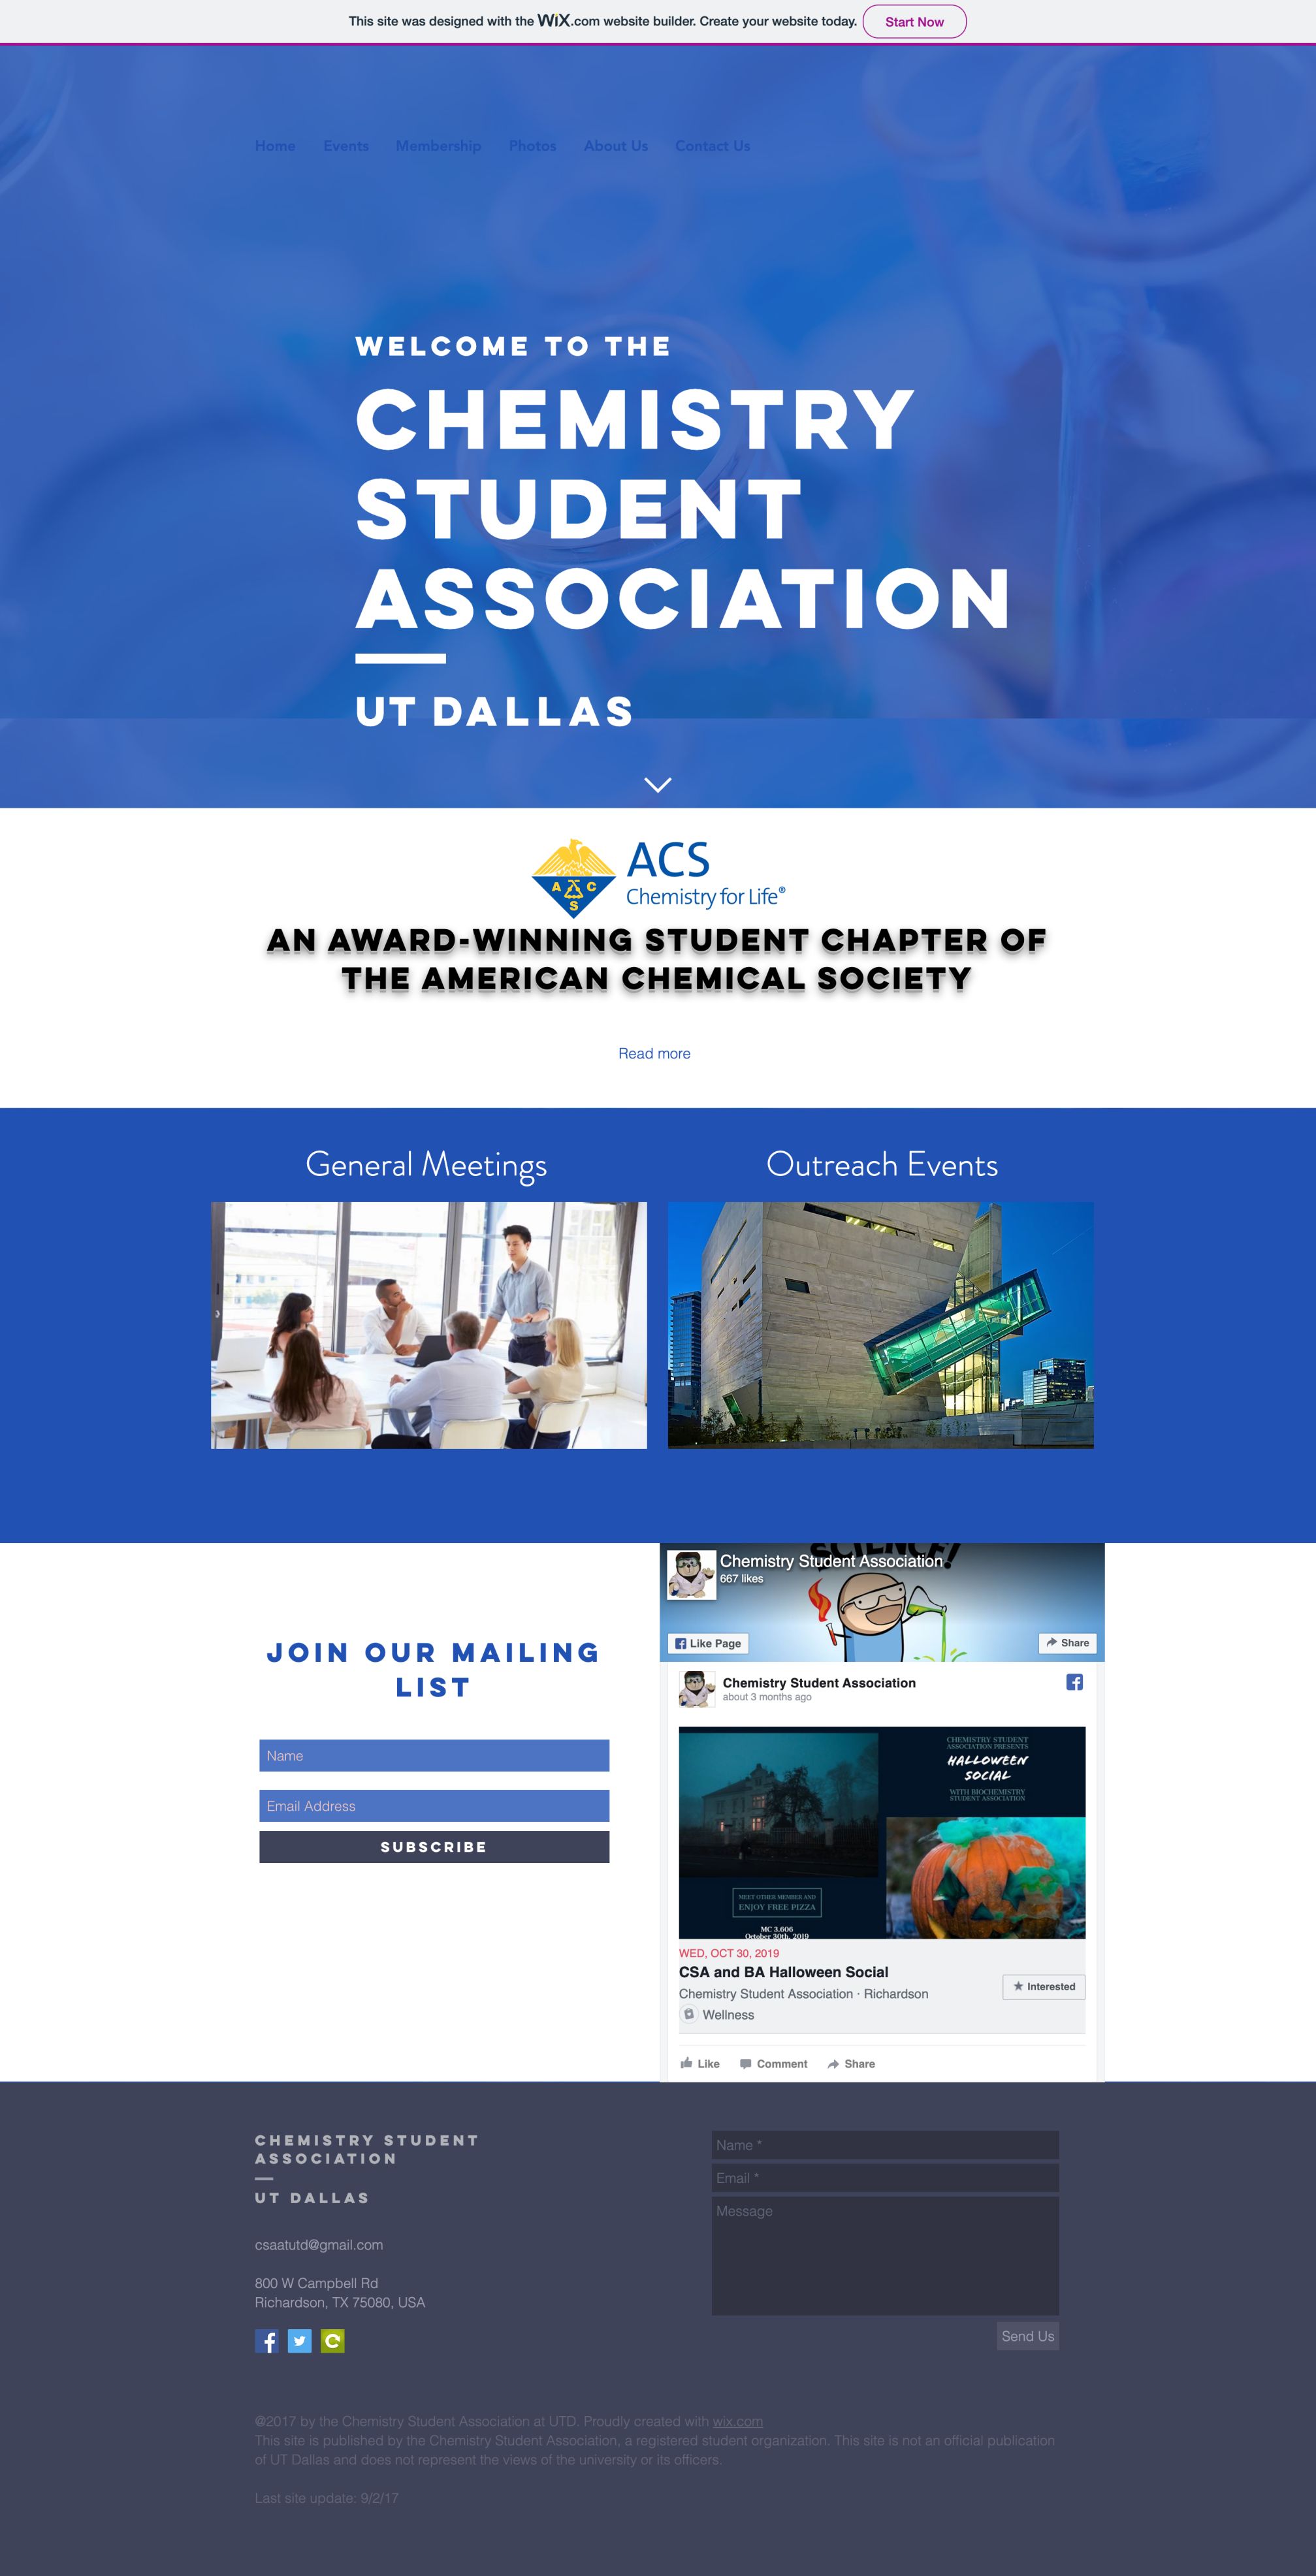 This site was designed with the WiX.com website builder. Create your website today. Start Now
Home Events Membership Photos About Us Contact Us
WELCOME TO THE
CHEMISTRY
STUDENT
ASSOCIATION
UT DALLAS
ACS
Chemistry for Life®
A C S
AN AWARD-WINNING STUDENT CHAPTER OF
THE AMERICAN CHEMICAL SOCIETY
Read more
General Meetings
Outreach Events
JOIN OUR MAILING
LIST
Name
Email Address
SUBSCRIBE
SCIENCE!
Chemistry Student Association
667 likes
Like Page
Share
Chemistry Student Association
about 3 months ago
CHEMISTRY STUDENT
ASSOCIATION PRESENTS
HALLOWEEN
SOCIAL
WITH BIOCHEMISTRY
STUDENT ASSOCIATION
MEET OTHER MEMBER AND
ENJOY FREE PIZZA
MC 3.606
October 30th, 2019
WED, OCT 30, 2019
CSA and BA Halloween Social
Chemistry Student Association · Richardson
Interested
Wellness
Like Comment Share
CHEMISTRY STUDENT
ASSOCIATION
UT DALLAS
csaatutd@gmail.com
800 W Campbell Rd
Richardson, TX 75080, USA
Name *
Email *
Message
Send Us
@2017 by the Chemistry Student Association at UTD. Proudly created with wix.com
This site is published by the Chemistry Student Association, a registered student organization. This site is not an official publication
of UT Dallas and does not represent the views of the university or its officers.
Last site update: 9/2/17